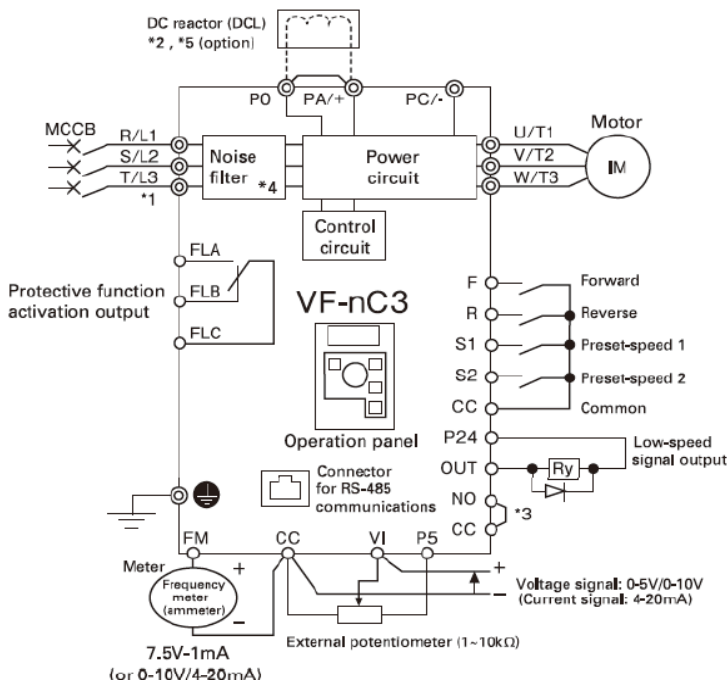 DC reactor (DCL)
*2 , *5 (option)
PO
PA/+
PC/-
MCCB
R/L1
S/L2
T/L3
*1
Noise
filter
*4
Power
circuit
U/T1
V/T2
W/T3
Motor
IM
Control
circuit
FLA
FLB
FLC
Protective function
activation output
VF-nC3
Operation panel
Connector
for RS-485
communications
F
Forward
R
Reverse
S1
Preset-speed 1
S2
Preset-speed 2
CC
Common
P24
Low-speed
signal output
OUT
Ry
NO
*3
CC
FM
CC
VI
P5
Meter
+
Frequency
meter
(ammeter)
−
7.5V-1mA
(or 0-10V/4-20mA)
External potentiometer (1~10kΩ)
+
−
Voltage signal: 0-5V/0-10V
(Current signal: 4-20mA)